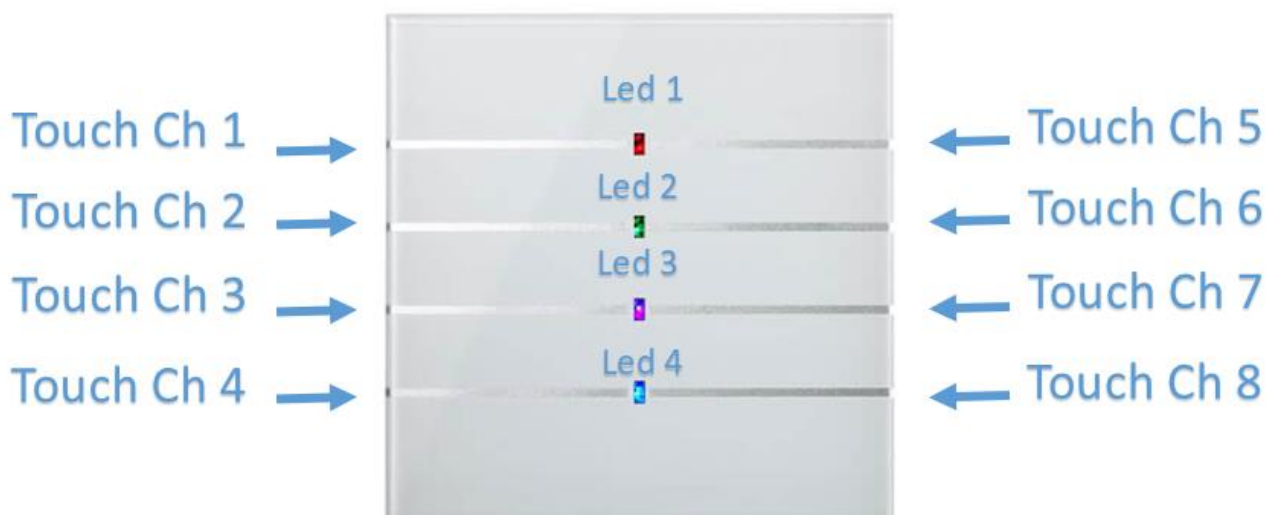 Led 1
Touch Ch 1
Touch Ch 5
Led 2
Touch Ch 2
Touch Ch 6
Led 3
Touch Ch 3
Touch Ch 7
Led 4
Touch Ch 4
Touch Ch 8